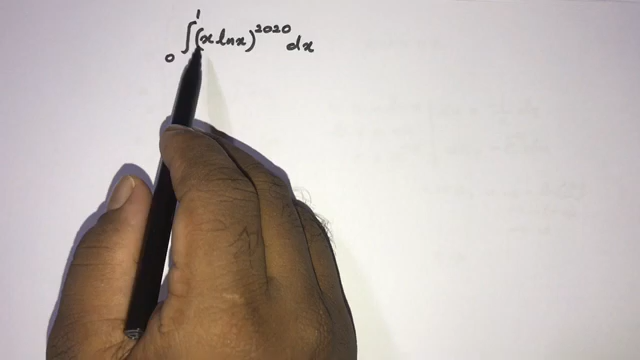 ∫₀¹ (x ln x)²⁰²⁰ dx